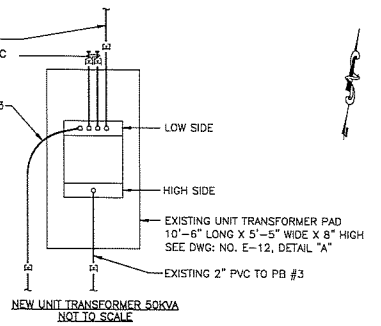 C
E
E E
3
LOW SIDE
HIGH SIDE
EXISTING UNIT TRANSFORMER PAD
10'-6" LONG X 5'-5" WIDE X 8" HIGH
SEE DWG: NO. E-12, DETAIL "A"
E
E
EXISTING 2" PVC TO PB #3
NEW UNIT TRANSFORMER 50KVA
NOT TO SCALE